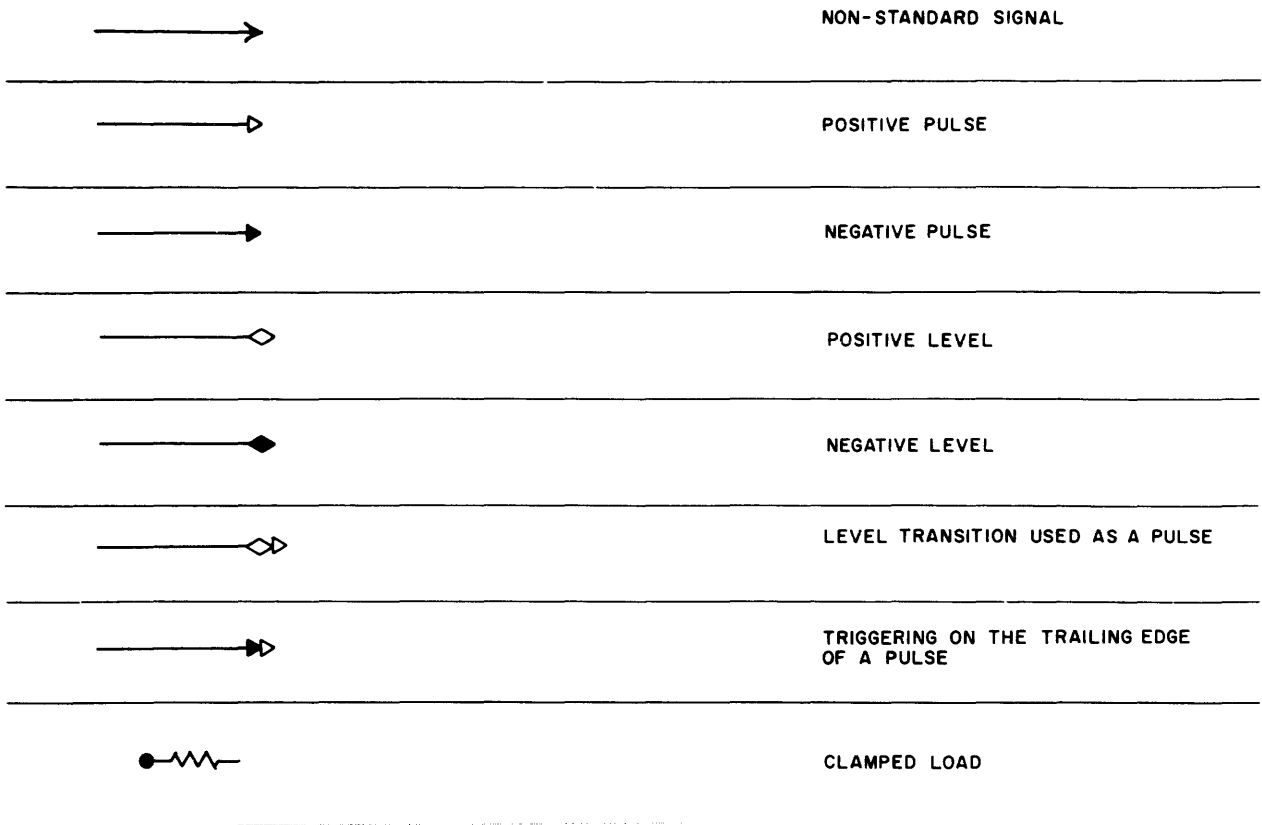 NON-STANDARD SIGNAL
POSITIVE PULSE
NEGATIVE PULSE
POSITIVE LEVEL
NEGATIVE LEVEL
LEVEL TRANSITION USED AS A PULSE
TRIGGERING ON THE TRAILING EDGE
OF A PULSE
CLAMPED LOAD